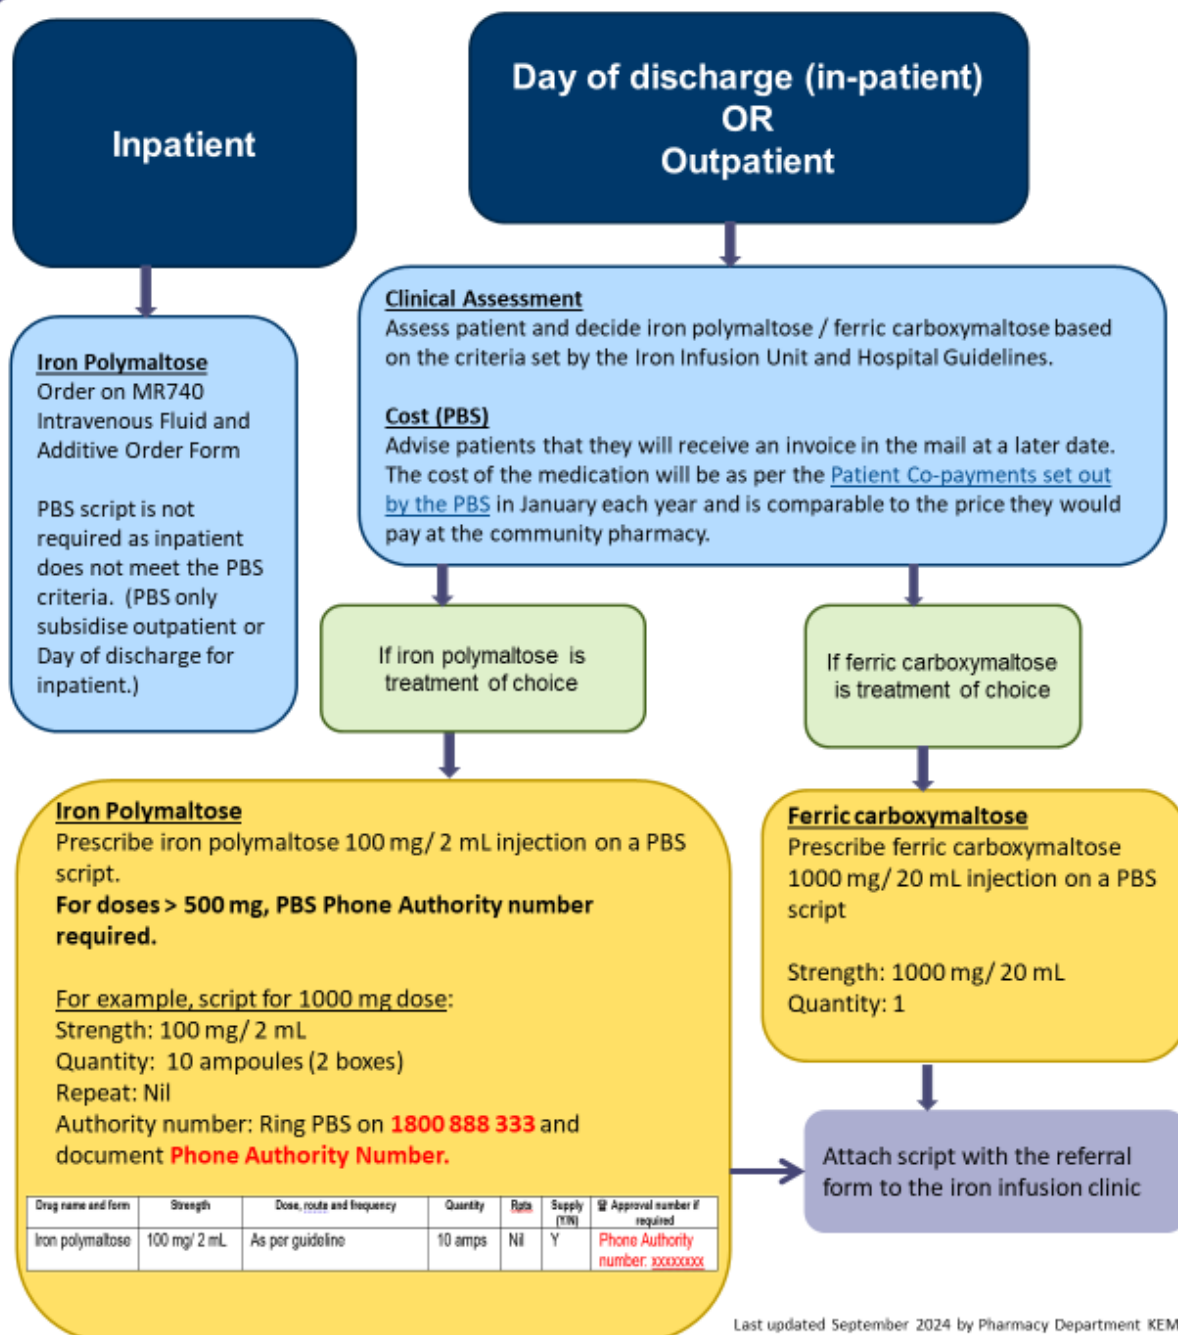 Inpatient
Day of discharge (in-patient)
OR
Outpatient
Iron Polymaltose
Order on MR740
Intravenous Fluid and
Additive Order Form
PBS script is not
required as inpatient
does not meet the PBS
criteria.  (PBS only
subsidise outpatient or
Day of discharge for
inpatient.)
Clinical Assessment
Assess patient and decide iron polymaltose / ferric carboxymaltose based
on the criteria set by the Iron Infusion Unit and Hospital Guidelines.
Cost (PBS)
Advise patients that they will receive an invoice in the mail at a later date.
The cost of the medication will be as per the Patient Co-payments set out
by the PBS in January each year and is comparable to the price they would
pay at the community pharmacy.
If iron polymaltose is
treatment of choice
If ferric carboxymaltose
is treatment of choice
Iron Polymaltose
Prescribe iron polymaltose 100 mg/ 2 mL injection on a PBS
script.
For doses > 500 mg, PBS Phone Authority number
required.
For example, script for 1000 mg dose:
Strength: 100 mg/ 2 mL
Quantity:  10 ampoules (2 boxes)
Repeat: Nil
Authority number: Ring PBS on 1800 888 333 and
document Phone Authority Number.
Drug name and form Strength Dose, route and frequency Quantity Rpts Supply (Y/N) ☎ Approval number if required
Iron polymaltose 100 mg/ 2 mL As per guideline 10 amps Nil Y Phone Authority number: xxxxxxxx
Ferric carboxymaltose
Prescribe ferric carboxymaltose
1000 mg/ 20 mL injection on a PBS
script
Strength: 1000 mg/ 20 mL
Quantity: 1
Attach script with the referral
form to the iron infusion clinic
Last updated September 2024 by Pharmacy Department KEM